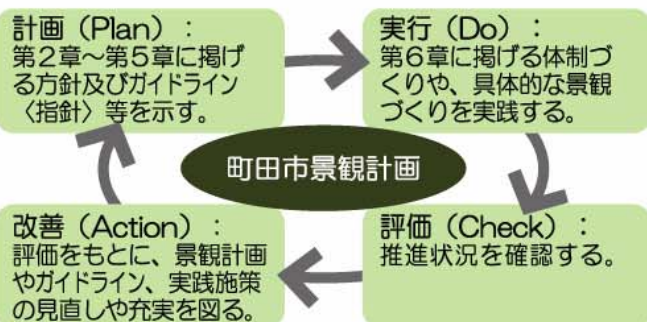 計画（Plan）：
第２章～第５章に掲げ
る方針及びガイドライン
〈指針〉等を示す。
実行（Do）：
第６章に掲げる体制づ
くりや、具体的な景観
づくりを実践する。
町田市景観計画
改善（Action）：
評価をもとに、景観計画
やガイドライン、実践施策
の見直しや充実を図る。
評価（Check）：
推進状況を確認する。